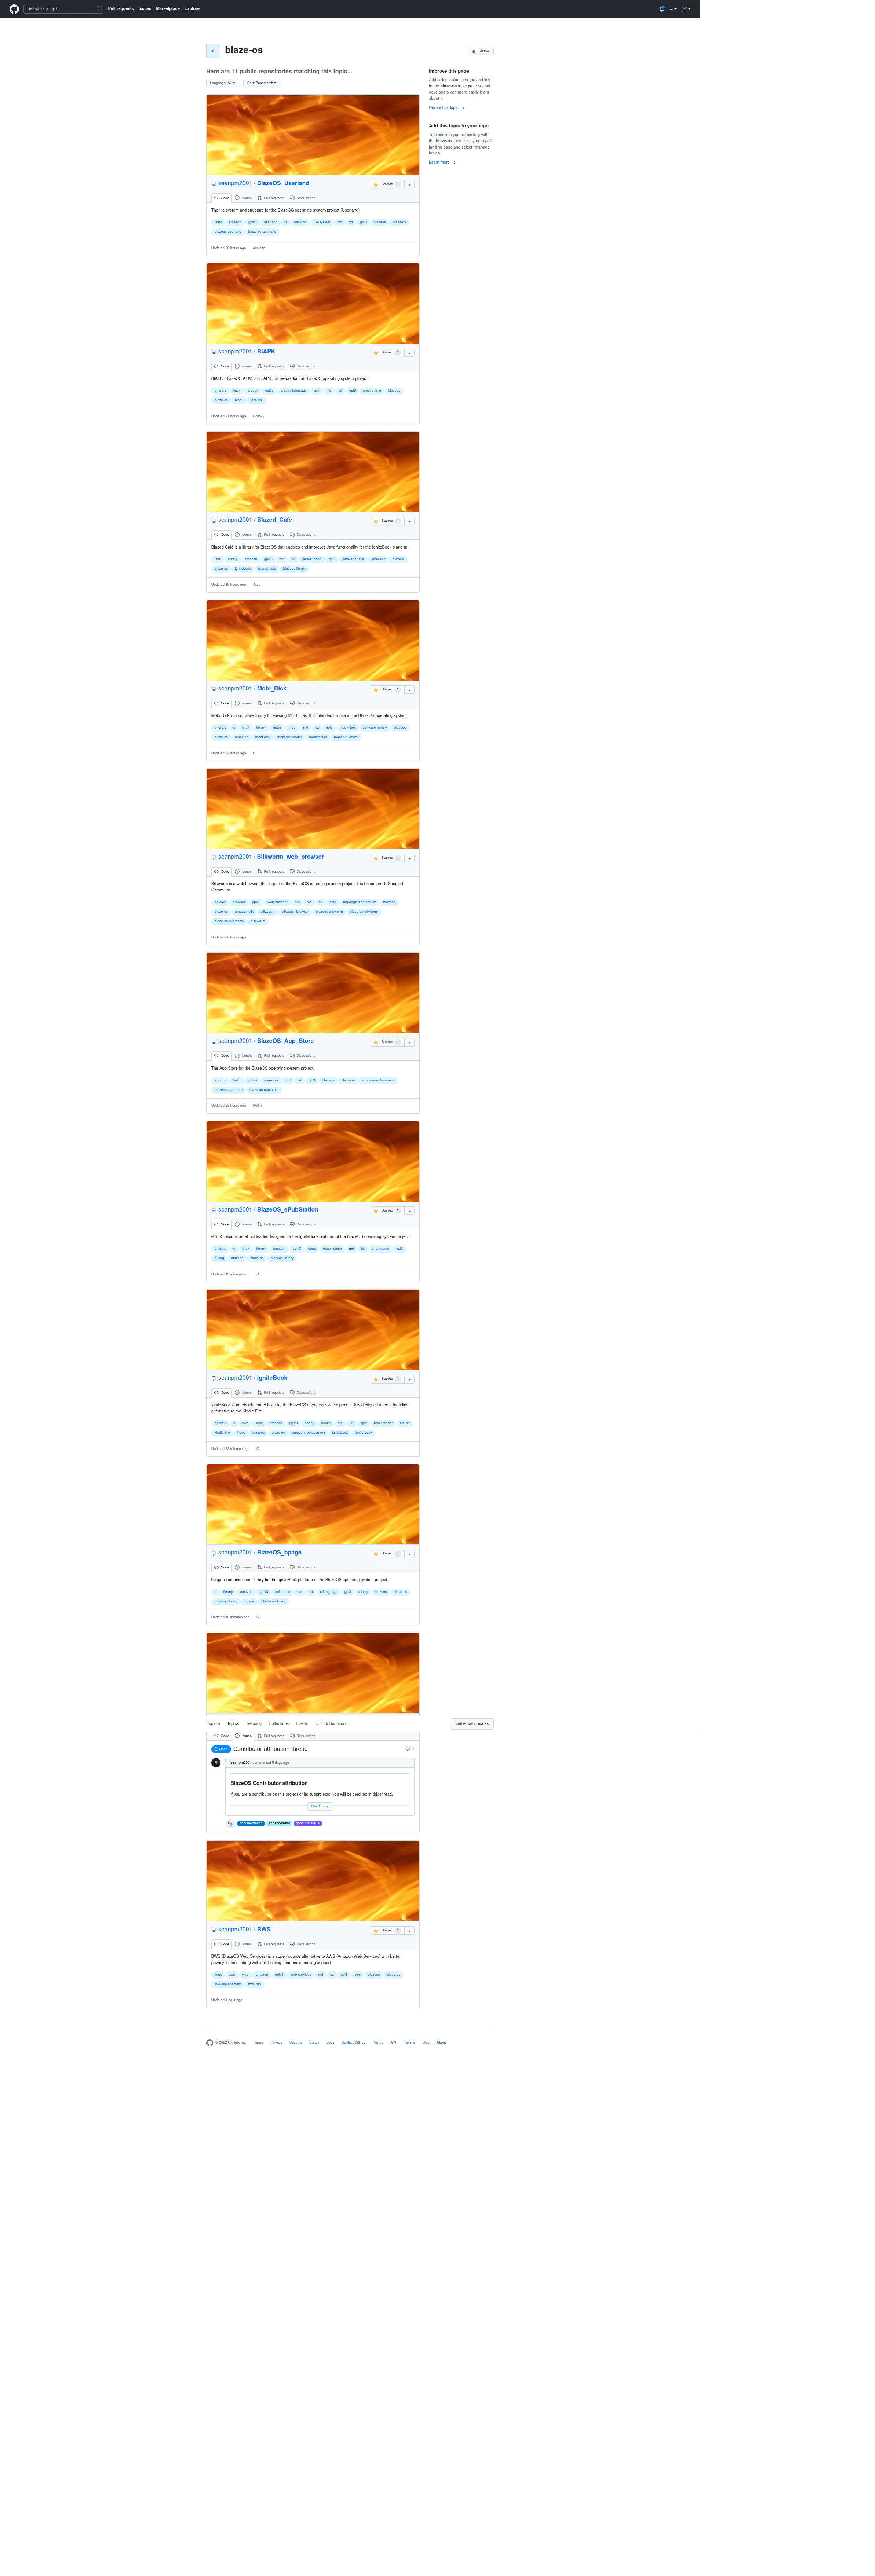 Search or jump to... /
Pull requests Issues Marketplace Explore
# blaze-os Unstar
Here are 11 public repositories matching this topic...
Language: All Sort: Best match
Improve this page
Add a description, image, and links
to the blaze-os topic page so that
developers can more easily learn
about it.
Curate this topic
Add this topic to your repo
To associate your repository with
the blaze-os topic, visit your repo's
landing page and select "manage
topics."
Learn more
seanpm2001 / BlazeOS_Userland Starred 1
Code Issues Pull requests Discussions
The file system and structure for the BlazeOS operating system project (Userland)
linux amazon gplv3 userland fs desktop file-system md txt gpl3 blazeos blaze-os
blazeos-userland blaze-os-userland
Updated 20 hours ago desktop
seanpm2001 / BlAPK Starred 1
Code Issues Pull requests Discussions
BlAPK (BlazeOS APK) is an APK framework for the BlazeOS operating system project.
android linux groovy gplv3 groovy-language apk md txt gpl3 groovy-lang blazeos
blaze-os blapk
Updated 21 hours ago Groovy
seanpm2001 / Blazed_Cafe Starred 1
Code Issues Pull requests Discussions
Blazed Café is a library for BlazeOS that enables and improves Java functionality for the IgniteBook platform.
java library amazon gplv3 md txt java-support gpl3 java-language java-lang blazeos
blaze-os ignitebook blazed-cafe blazeos-library
Updated 19 hours ago Java
seanpm2001 / Mobi_Dick Starred 1
Code Issues Pull requests Discussions
Mobi Dick is a software library for viewing MOBI files. It is intended for use in the BlazeOS operating system.
android c linux library gplv3 mobi md txt gpl3 moby-dick software-library blazeos
blaze-os mobi-file mobi-dick mobi-file-reader mobipocket mobi-file-viewer
Updated 22 hours ago C
seanpm2001 / Silkworm_web_browser Starred 1
Code Issues Pull requests Discussions
Silkworm is a web browser that is part of the BlazeOS operating system project. It is based on UnGoogled
Chromium.
privacy browser gplv3 web-browser silk md txt gpl3 ungoogled-chromium blazeos
blaze-os amazon-silk silkworm silkworm-browser blazeos-silkworm blaze-os-silkworm
blaze-os-silk-worm silk-worm
Updated 20 hours ago
seanpm2001 / BlazeOS_App_Store Starred 1
Code Issues Pull requests Discussions
The App Store for the BlazeOS operating system project.
android kotlin gplv3 app-store md txt gpl3 blazeos blaze-os amazon-replacement
blazeos-app-store blaze-os-app-store
Updated 23 hours ago Kotlin
seanpm2001 / BlazeOS_ePubStation Starred 1
Code Issues Pull requests Discussions
ePubStation is an ePubReader designed for the IgniteBook platform of the BlazeOS operating system project.
android c linux library amazon gplv3 epub epub-reader md txt c-language gpl3
c-lang blazeos blaze-os blazeos-library
Updated 13 minutes ago C
seanpm2001 / IgniteBook Starred 1
Code Issues Pull requests Discussions
IgniteBook is an eBook reader layer for the BlazeOS operating system project. It is designed to be a friendlier
alternative to the Kindle Fire.
android c java linux amazon gplv3 ebook kindle md txt gpl3 book-reader fire-os
kindle-fire fireos blazeos blaze-os amazon-replacement ignitebook ignite-book
Updated 23 minutes ago C
seanpm2001 / BlazeOS_bpage Starred 1
Code Issues Pull requests Discussions
bpage is an animation library for the IgniteBook platform of the BlazeOS operating system project.
c library amazon gplv3 animation md txt c-language gpl3 c-lang blazeos blaze-os
blazeos-library bpage blaze-os-library
Updated 10 minutes ago C
Explore Topics Trending Collections Events GitHub Sponsors Get email updates
Code Issues Pull requests Discussions
Open Contributor attribution thread 4
seanpm2001 commented 6 days ago
BlazeOS Contributor attribution
If you are a contributor on this project or its subprojects, you will be credited in this thread.
Read more
documentation enhancement good first issue
seanpm2001 / BWS Starred 1
Code Issues Pull requests Discussions
BWS (BlazeOS Web Services) is an open source alternative to AWS (Amazon Web Services) with better
privacy in mind, along with self-hosting, and mass hosting support.
linux aws web amazon gplv3 web-services md txt gpl3 bws blazeos blaze-os
aws-replacement bws-dev
Updated 1 hour ago
© 2022 GitHub, Inc. Terms Privacy Security Status Docs Contact GitHub Pricing API Training Blog About